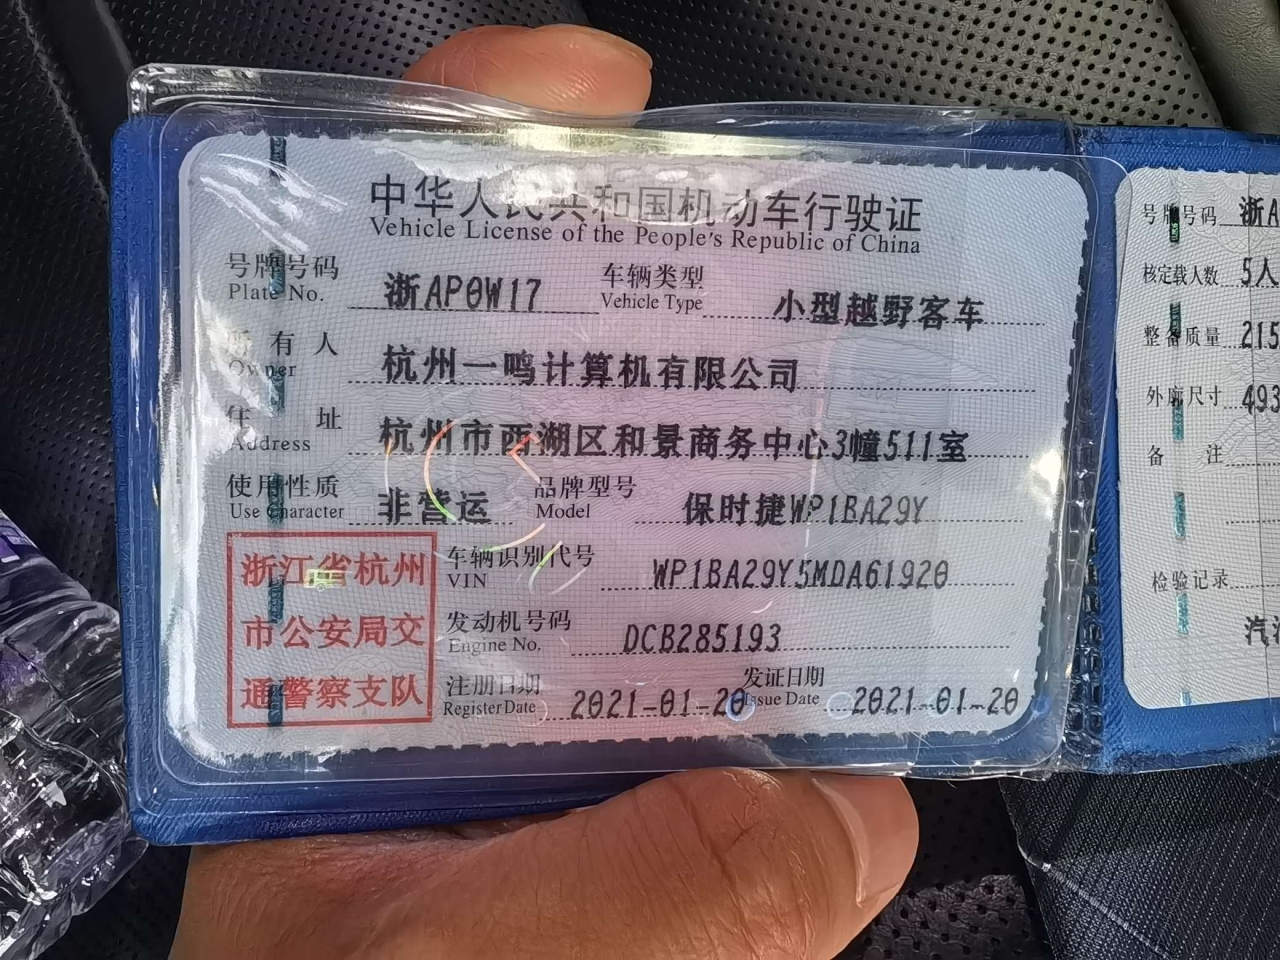 中华人民共和国机动车行驶证
Vehicle License of the People's Republic of China
号牌号码
Plate No.
浙AP0W17
车辆类型
Vehicle Type
小型越野客车
所有人
Owner
杭州一鸣计算机有限公司
住址
Address
杭州市西湖区和景商务中心3幢511室
使用性质
Use Character
非营运
品牌型号
Model
保时捷WP1BA29Y
浙江省杭州
市公安局交
通警察支队
车辆识别代号
VIN
WP1BA29Y5MDA61920
发动机号码
Engine No.
DCB285193
注册日期
Register Date
2021-01-20
发证日期
Issue Date
2021-01-20
号牌号码 浙A
核定载人数 5人
整备质量 215
外廓尺寸 493
备注
检验记录
汽